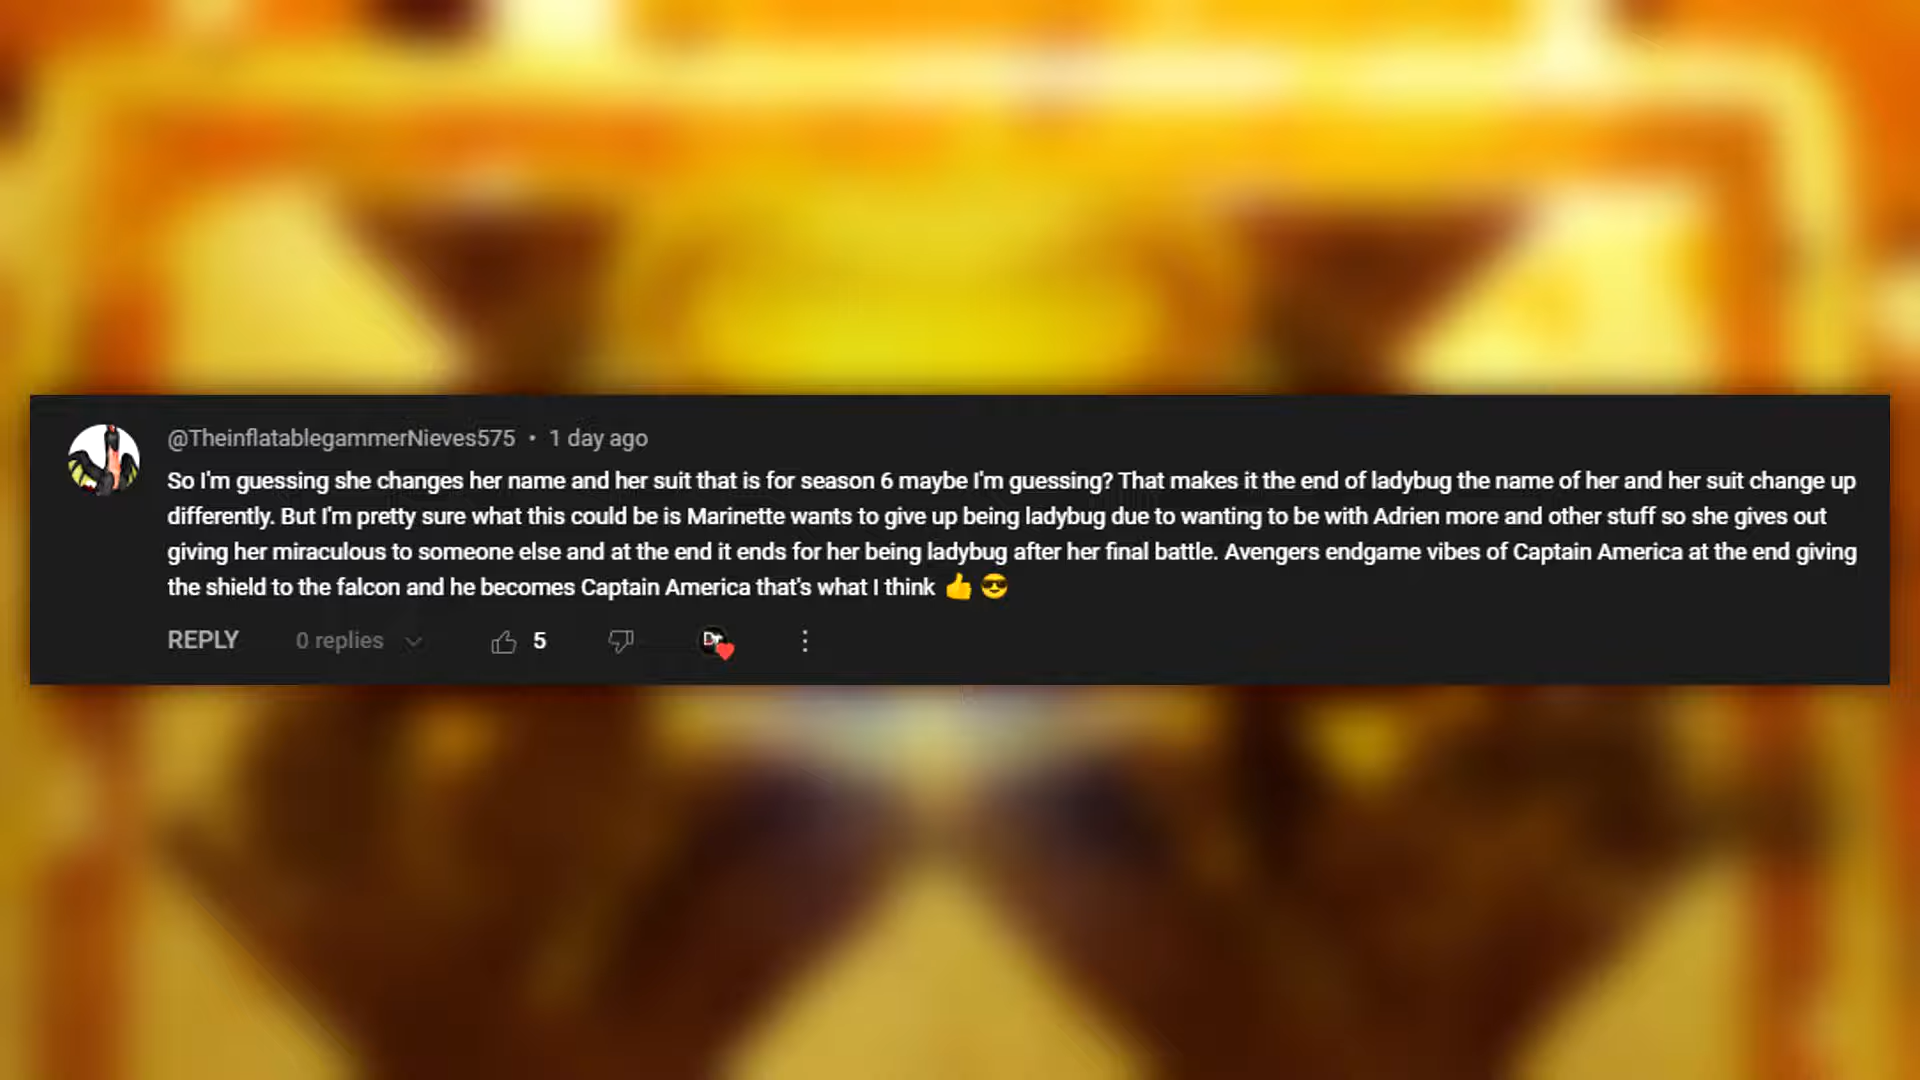 @TheinflatablegammerNieves575 • 1 day ago
So I'm guessing she changes her name and her suit that is for season 6 maybe I'm guessing? That makes it the end of ladybug the name of her and her suit change up
differently. But I'm pretty sure what this could be is Marinette wants to give up being ladybug due to wanting to be with Adrien more and other stuff so she gives out
giving her miraculous to someone else and at the end it ends for her being ladybug after her final battle. Avengers endgame vibes of Captain America at the end giving
the shield to the falcon and he becomes Captain America that's what I think 👍 😎
REPLY 0 replies 5